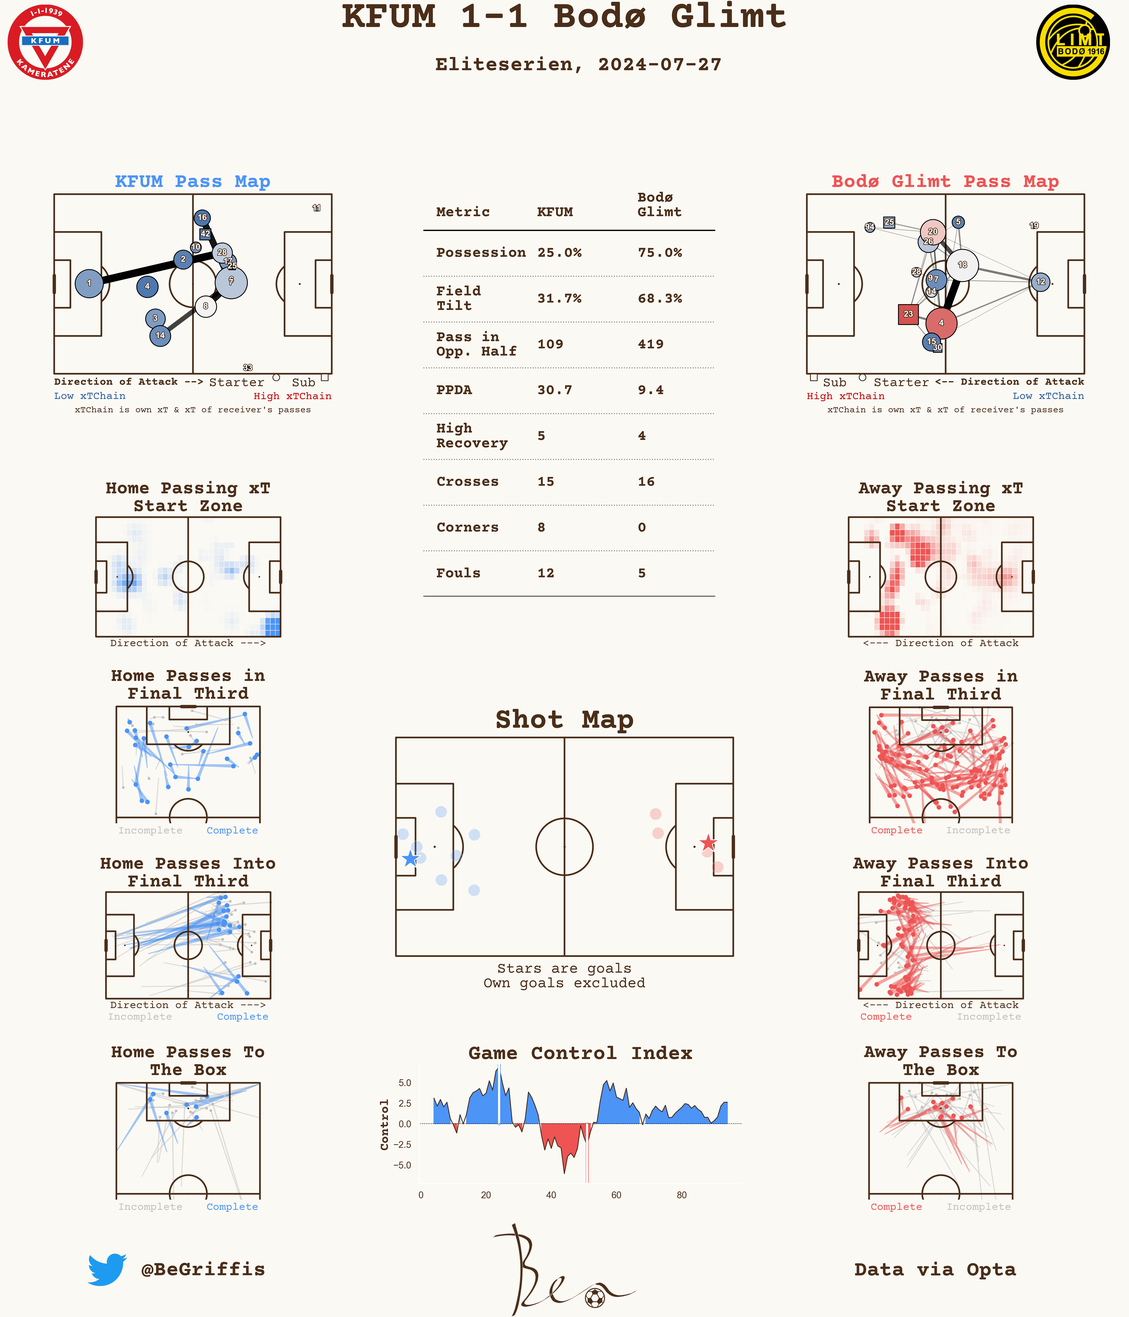 KFUM 1-1 Bodø Glimt
Eliteserien, 2024-07-27
1-1-1939
KFUM
KAMERATENE
GLIMT
BODØ 1916
KFUM Pass Map
11
16
42
10
28
2
1
4
7
8
3
14
33
Direction of Attack --> Starter Sub
Low xTChain High xTChain
xTChain is own xT & xT of receiver's passes
Metric KFUM Bodø
Glimt
Possession 25.0% 75.0%
Field
Tilt 31.7% 68.3%
Pass in
Opp. Half 109 419
PPDA 30.7 9.4
High
Recovery 5 4
Crosses 15 16
Corners 8 0
Fouls 12 5
Bodø Glimt Pass Map
94
25
20
26
5
19
18
28
9
7
14
12
23
4
15
30
Sub Starter <-- Direction of Attack
High xTChain Low xTChain
xTChain is own xT & xT of receiver's passes
Home Passing xT
Start Zone
Direction of Attack --->
Away Passing xT
Start Zone
<--- Direction of Attack
Home Passes in
Final Third
Incomplete Complete
Away Passes in
Final Third
Complete Incomplete
Shot Map
Stars are goals
Own goals excluded
Home Passes Into
Final Third
Direction of Attack --->
Incomplete Complete
Away Passes Into
Final Third
<--- Direction of Attack
Complete Incomplete
Home Passes To
The Box
Incomplete Complete
Game Control Index
Control
5.0
2.5
0.0
−2.5
−5.0
0 20 40 60 80
Away Passes To
The Box
Complete Incomplete
@BeGriffis
Bea
Data via Opta